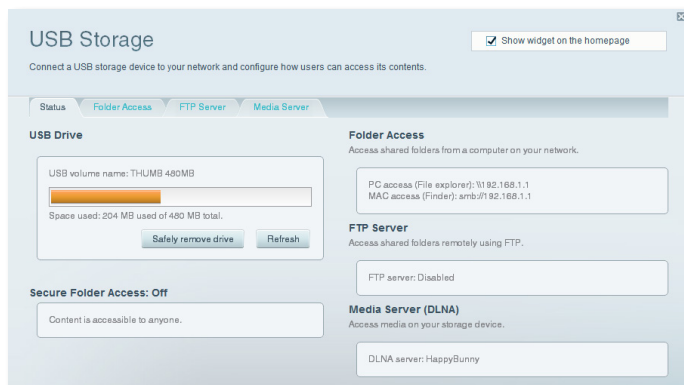 USB Storage
Show widget on the homepage
Connect a USB storage device to your network and configure how users can access its contents.
Status
Folder Access
FTP Server
Media Server
USB Drive
USB volume name: THUMB 480MB
Space used: 204 MB used of 480 MB total.
Safely remove drive
Refresh
Secure Folder Access: Off
Content is accessible to anyone.
Folder Access
Access shared folders from a computer on your network.
PC access (File explorer): \\192.168.1.1
MAC access (Finder): smb://192.168.1.1
FTP Server
Access shared folders remotely using FTP.
FTP server: Disabled
Media Server (DLNA)
Access media on your storage device.
DLNA server: HappyBunny